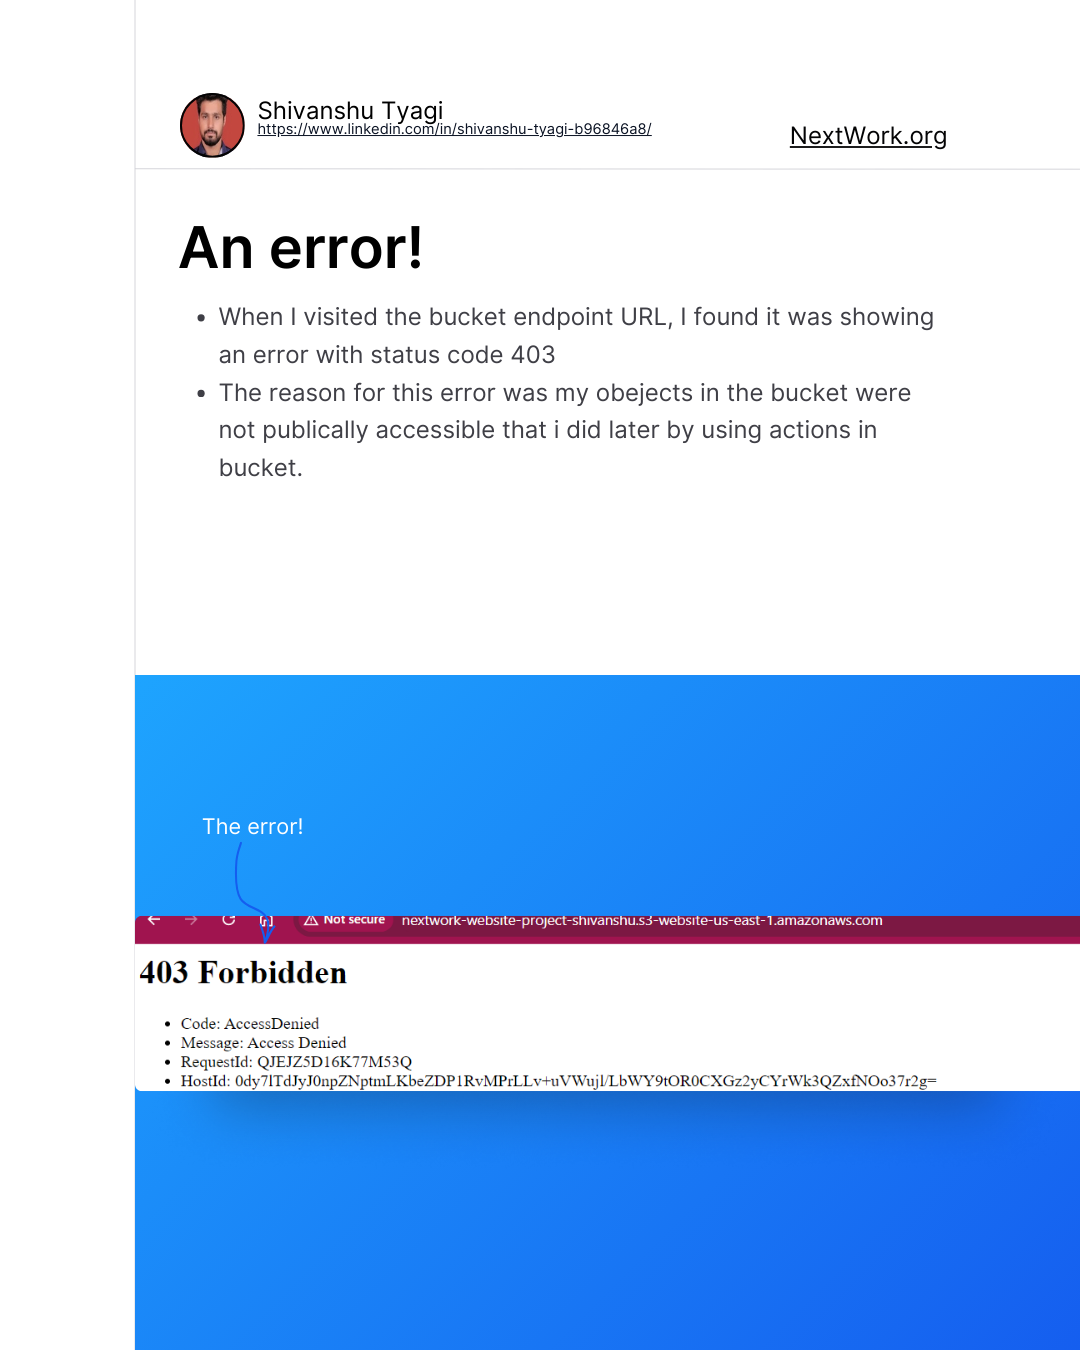 Shivanshu Tyagi
https://www.linkedin.com/in/shivanshu-tyagi-b96846a8/
NextWork.org
An error!
• When I visited the bucket endpoint URL, I found it was showing
an error with status code 403
• The reason for this error was my obejects in the bucket were
not publically accessible that i did later by using actions in
bucket.
The error!
Not secure nextwork-website-project-shivanshu.s3-website-us-east-1.amazonaws.com
403 Forbidden
• Code: AccessDenied
• Message: Access Denied
• RequestId: QJEJZ5D16K77M53Q
• HostId: 0dy7lTdJyJ0npZNptmLKbeZDP1RvMPrLLv+uVWujl/LbWY9tOR0CXGz2yCYrWk3QZxfNOo37r2g=